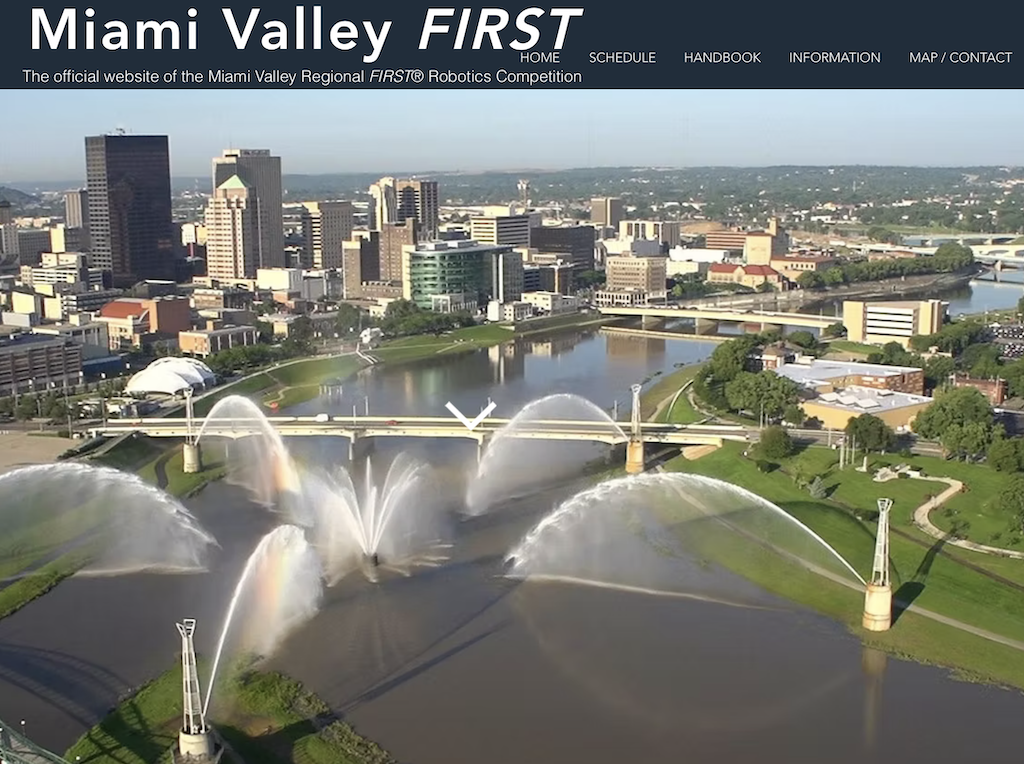 Miami Valley FIRST
HOME SCHEDULE HANDBOOK INFORMATION MAP / CONTACT
The official website of the Miami Valley Regional FIRST® Robotics Competition